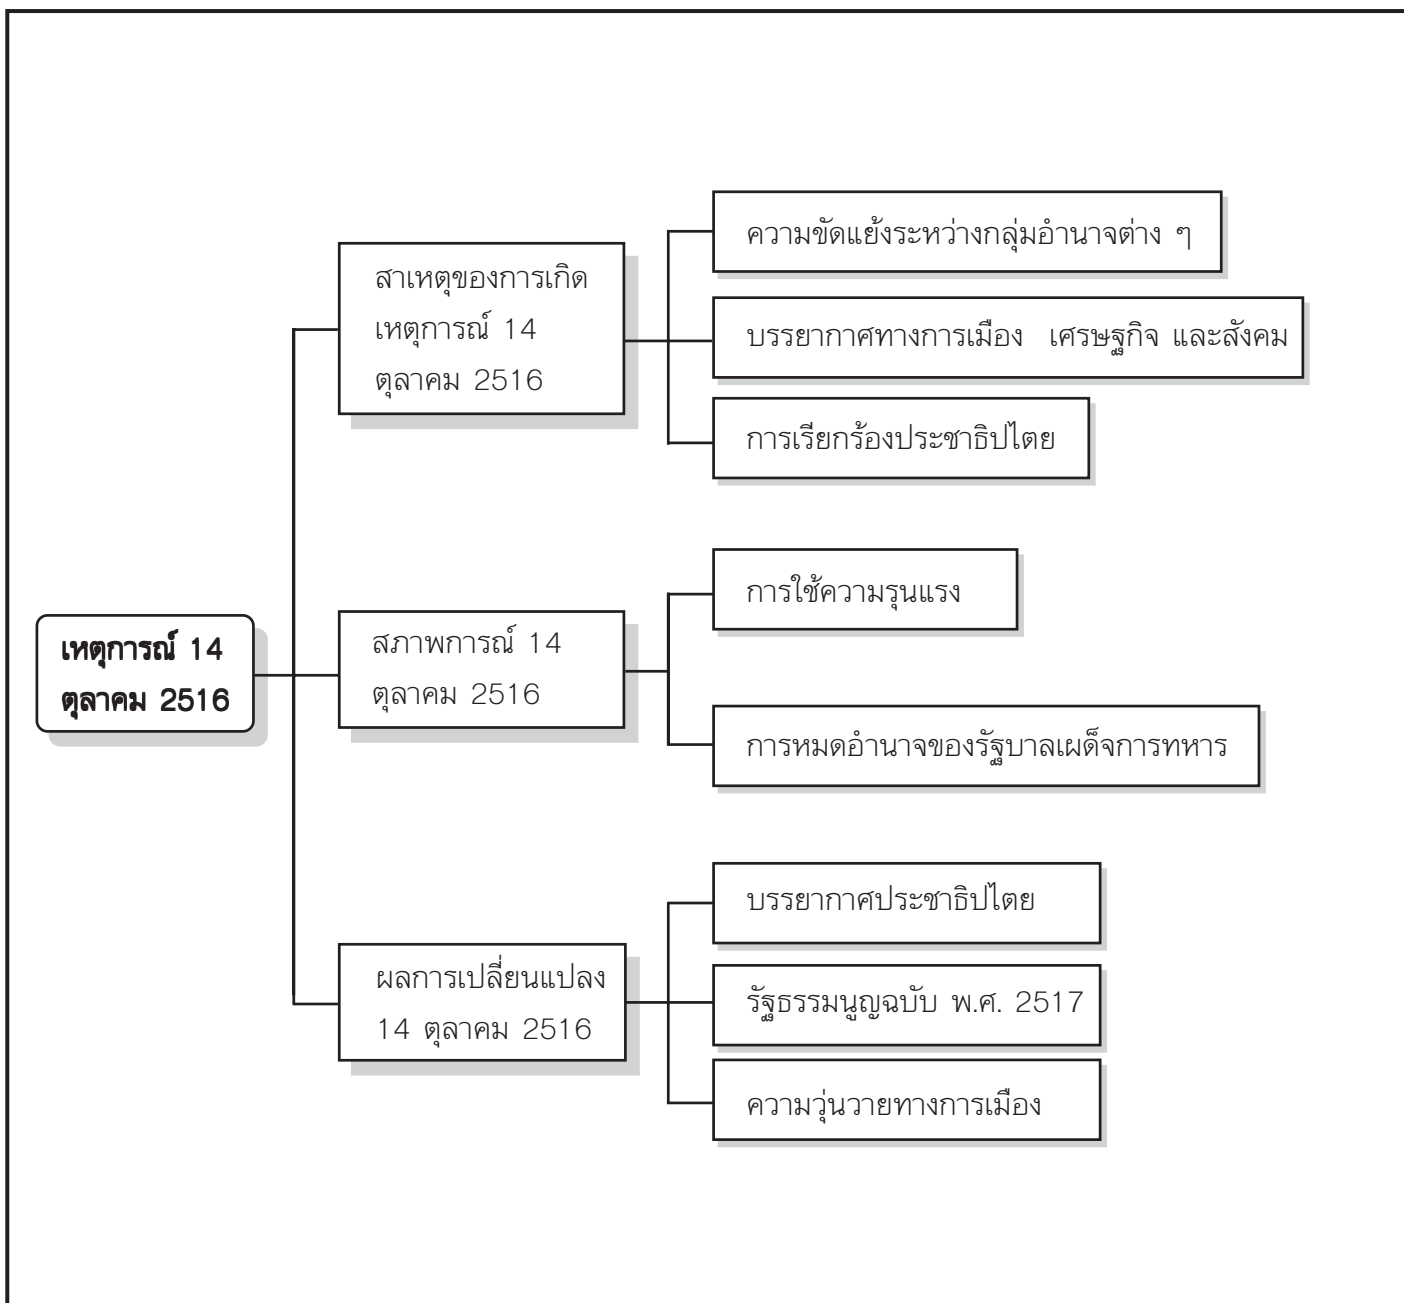 เหตุการณ์ 14
ตุลาคม 2516
สาเหตุของการเกิด
เหตุการณ์ 14
ตุลาคม 2516
ความขัดแย้งระหว่างกลุ่มอำนาจต่าง ๆ
บรรยากาศทางการเมือง เศรษฐกิจ และสังคม
การเรียกร้องประชาธิปไตย
สภาพการณ์ 14
ตุลาคม 2516
การใช้ความรุนแรง
การหมดอำนาจของรัฐบาลเผด็จการทหาร
ผลการเปลี่ยนแปลง
14 ตุลาคม 2516
บรรยากาศประชาธิปไตย
รัฐธรรมนูญฉบับ พ.ศ. 2517
ความวุ่นวายทางการเมือง